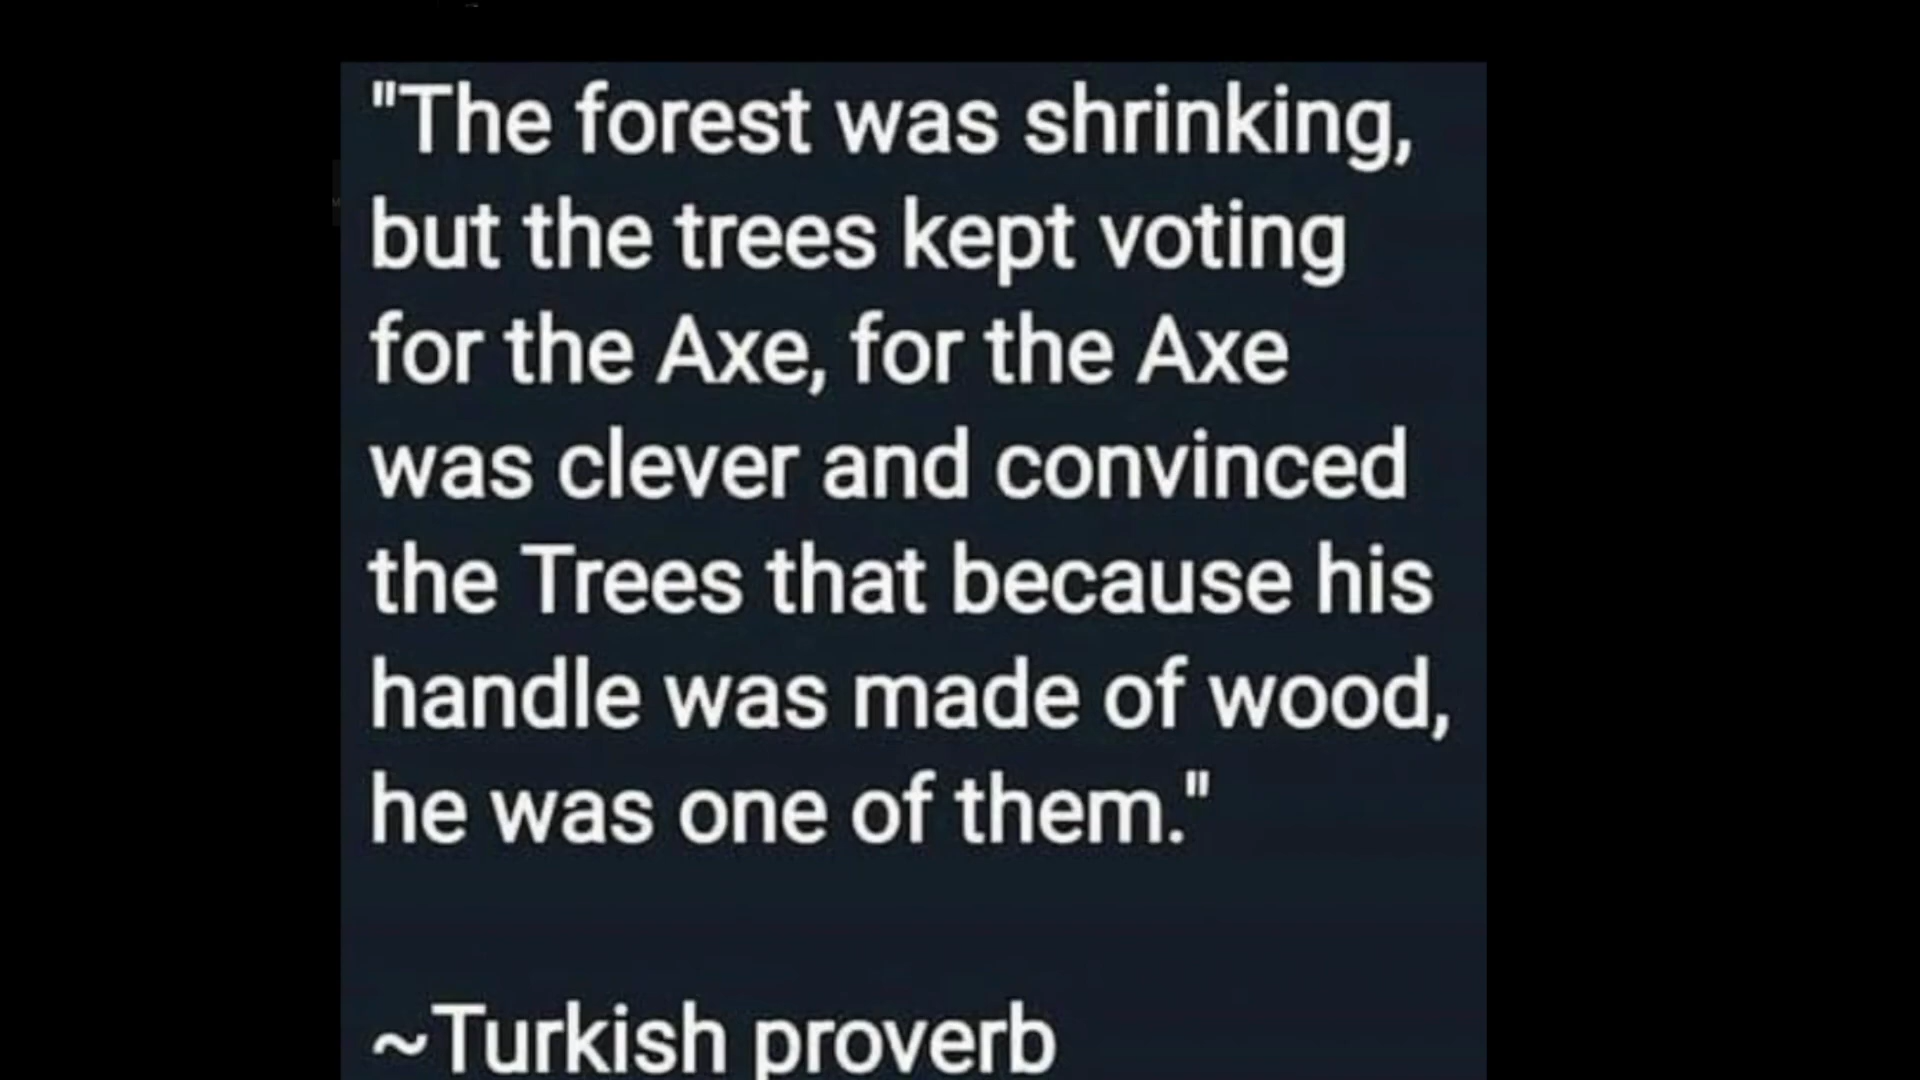 "The forest was shrinking,
but the trees kept voting
for the Axe, for the Axe
was clever and convinced
the Trees that because his
handle was made of wood,
he was one of them."
~Turkish proverb